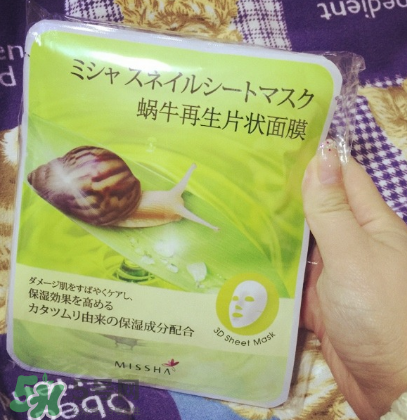 pedient
ミシャ スネイルシートマスク
蜗牛再生片状面膜
ダメージ肌をすばやくケアし、
保湿効果を高める
カタツムリ由来の保湿成分配合
3D Sheet Mask
MISSHA